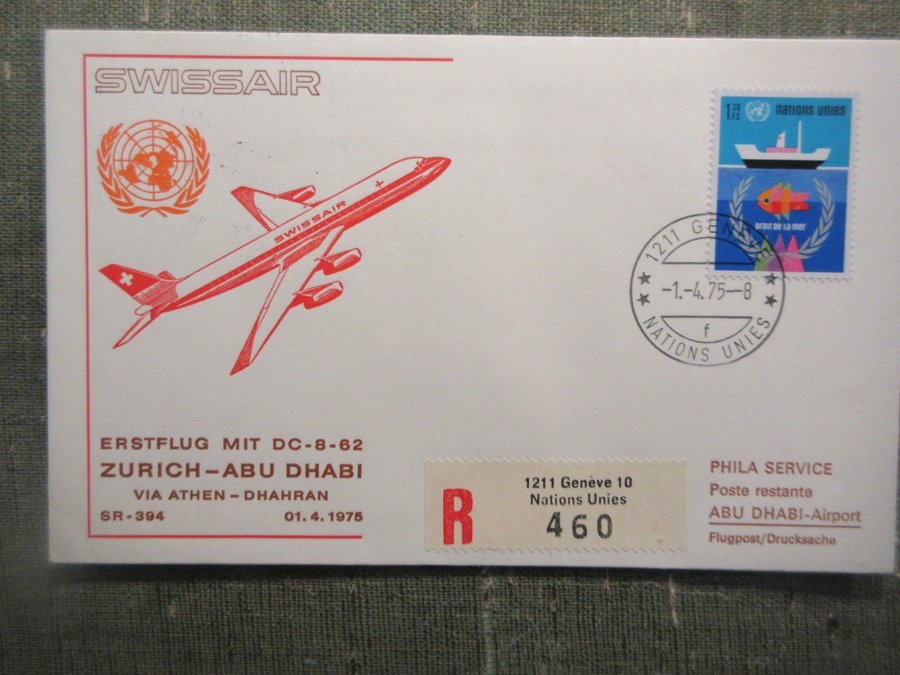 SWISSAIR
SWISSAIR
ERSTFLUG MIT DC-8-62
ZURICH–ABU DHABI
VIA ATHEN – DHAHRAN
SR-394 01.4.1975
1.30 F.S. nations unies
DROIT DE LA MER
1211 GENÈVE
-1.-4.75-8
f
NATIONS UNIES
R
1211 Genève 10
Nations Unies
460
PHILA SERVICE
Poste restante
ABU DHABI-Airport
Flugpost/Drucksache